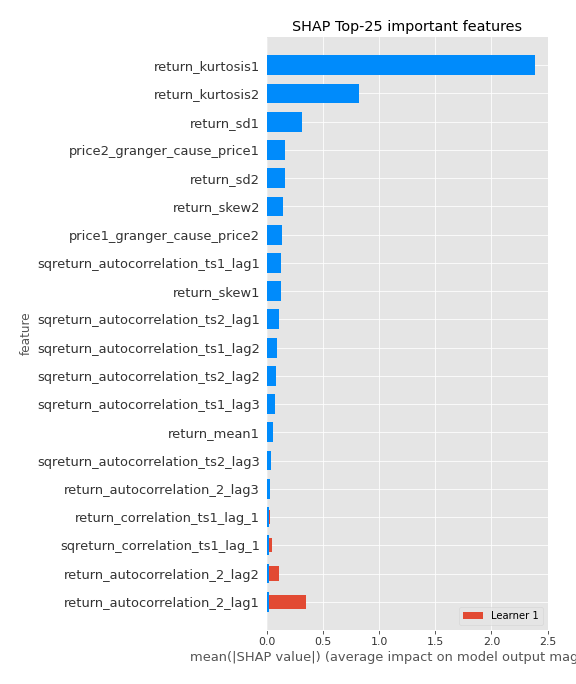 SHAP Top-25 important features
return_kurtosis1
return_kurtosis2
return_sd1
price2_granger_cause_price1
return_sd2
return_skew2
price1_granger_cause_price2
sqreturn_autocorrelation_ts1_lag1
return_skew1
sqreturn_autocorrelation_ts2_lag1
sqreturn_autocorrelation_ts1_lag2
sqreturn_autocorrelation_ts2_lag2
sqreturn_autocorrelation_ts1_lag3
return_mean1
sqreturn_autocorrelation_ts2_lag3
return_autocorrelation_2_lag3
return_correlation_ts1_lag_1
sqreturn_correlation_ts1_lag_1
return_autocorrelation_2_lag2
return_autocorrelation_2_lag1
feature
Learner 1
0.0 0.5 1.0 1.5 2.0 2.5
mean(|SHAP value|) (average impact on model output mag